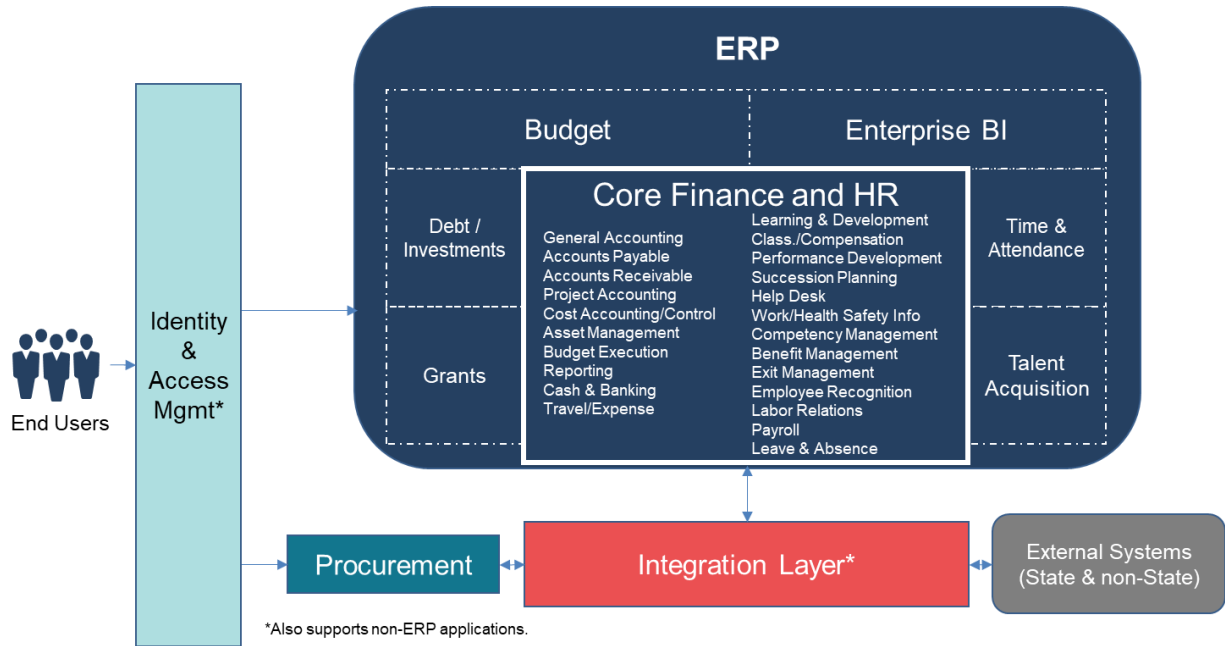 ERP
Budget
Enterprise BI
Debt /
Investments
Grants
Core Finance and HR
General Accounting
Accounts Payable
Accounts Receivable
Project Accounting
Cost Accounting/Control
Asset Management
Budget Execution
Reporting
Cash & Banking
Travel/Expense
Learning & Development
Class./Compensation
Performance Development
Succession Planning
Help Desk
Work/Health Safety Info
Competency Management
Benefit Management
Exit Management
Employee Recognition
Labor Relations
Payroll
Leave & Absence
Time &
Attendance
Talent
Acquisition
Identity
&
Access
Mgmt*
End Users
Procurement
Integration Layer*
External Systems
(State & non-State)
*Also supports non-ERP applications.